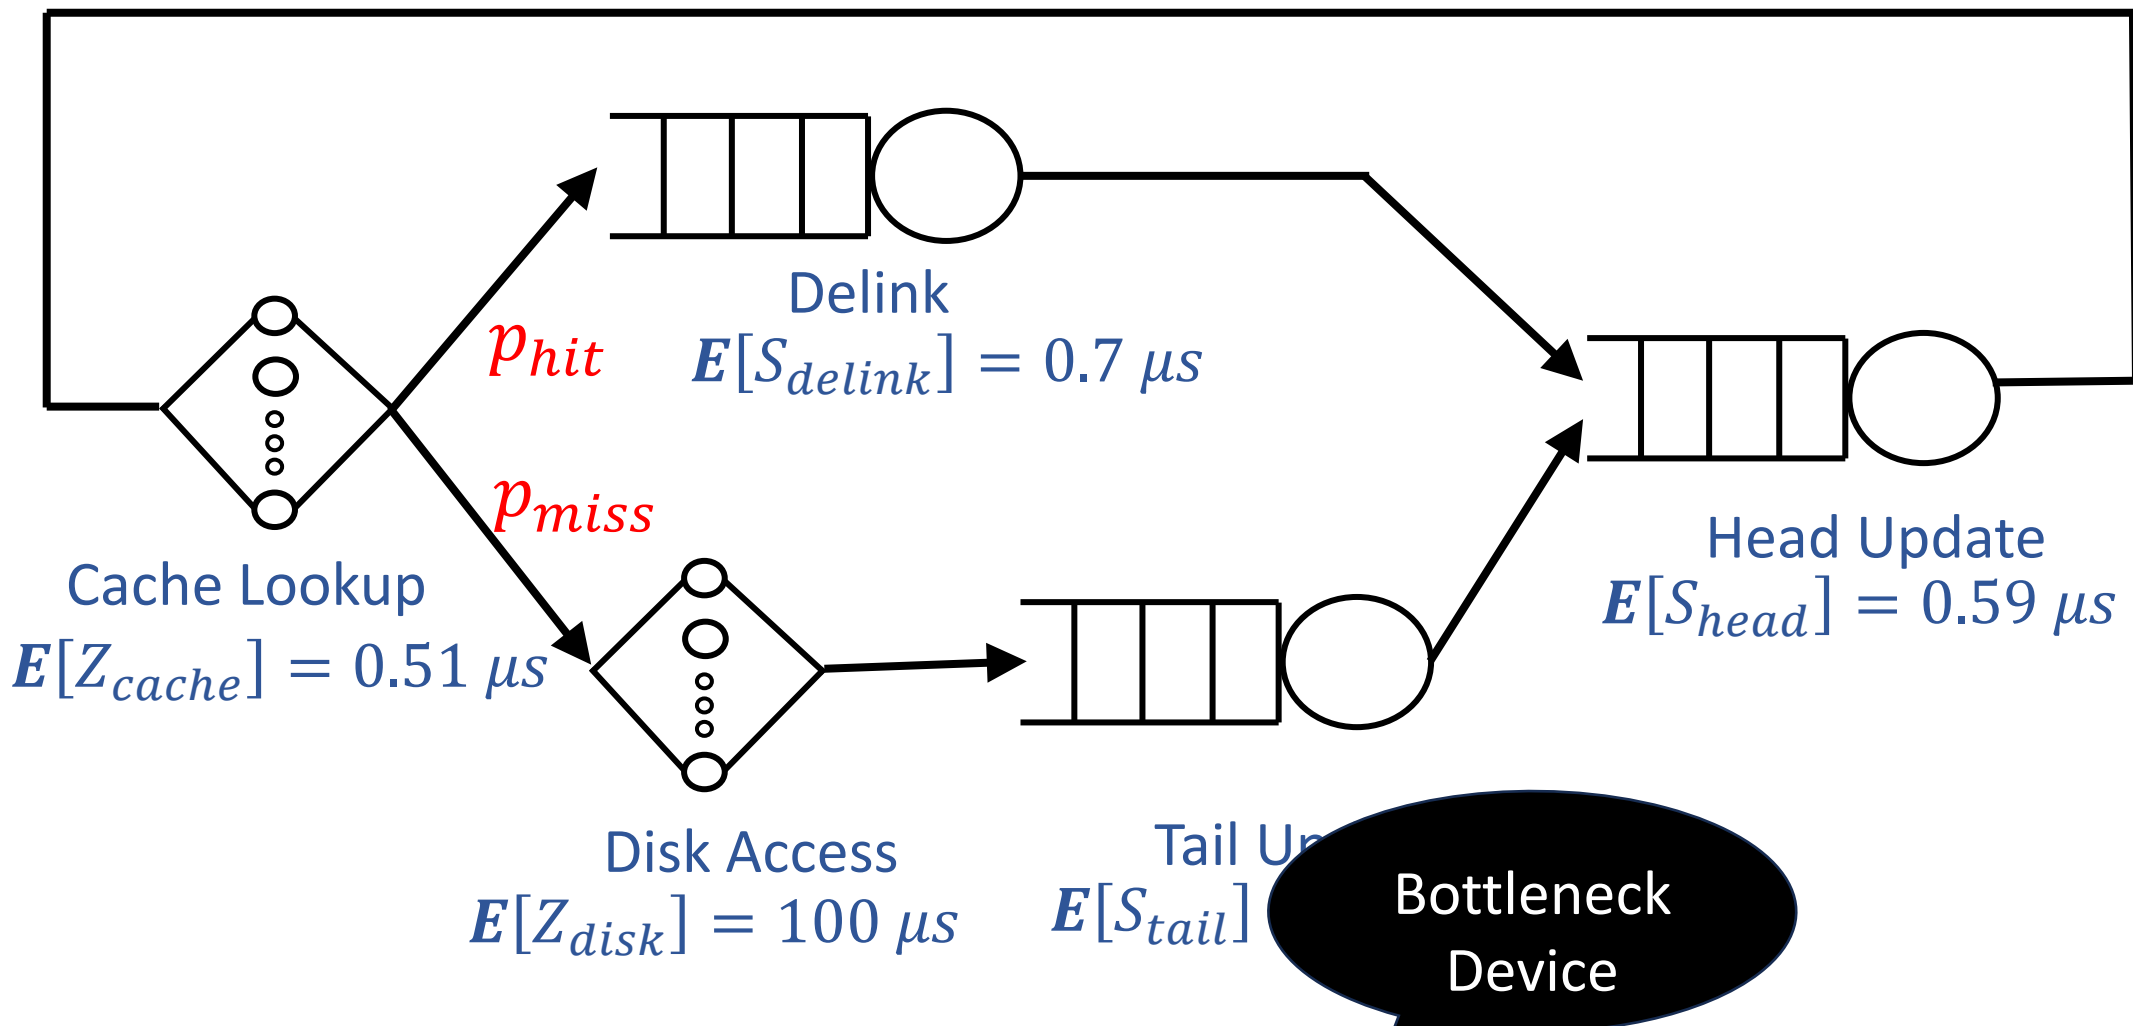 Delink
E[S_delink] = 0.7 μs
p_hit
p_miss
Cache Lookup
E[Z_cache] = 0.51 μs
Head Update
E[S_head] = 0.59 μs
Disk Access
E[Z_disk] = 100 μs
Tail
E[S_tail]
Bottleneck
Device